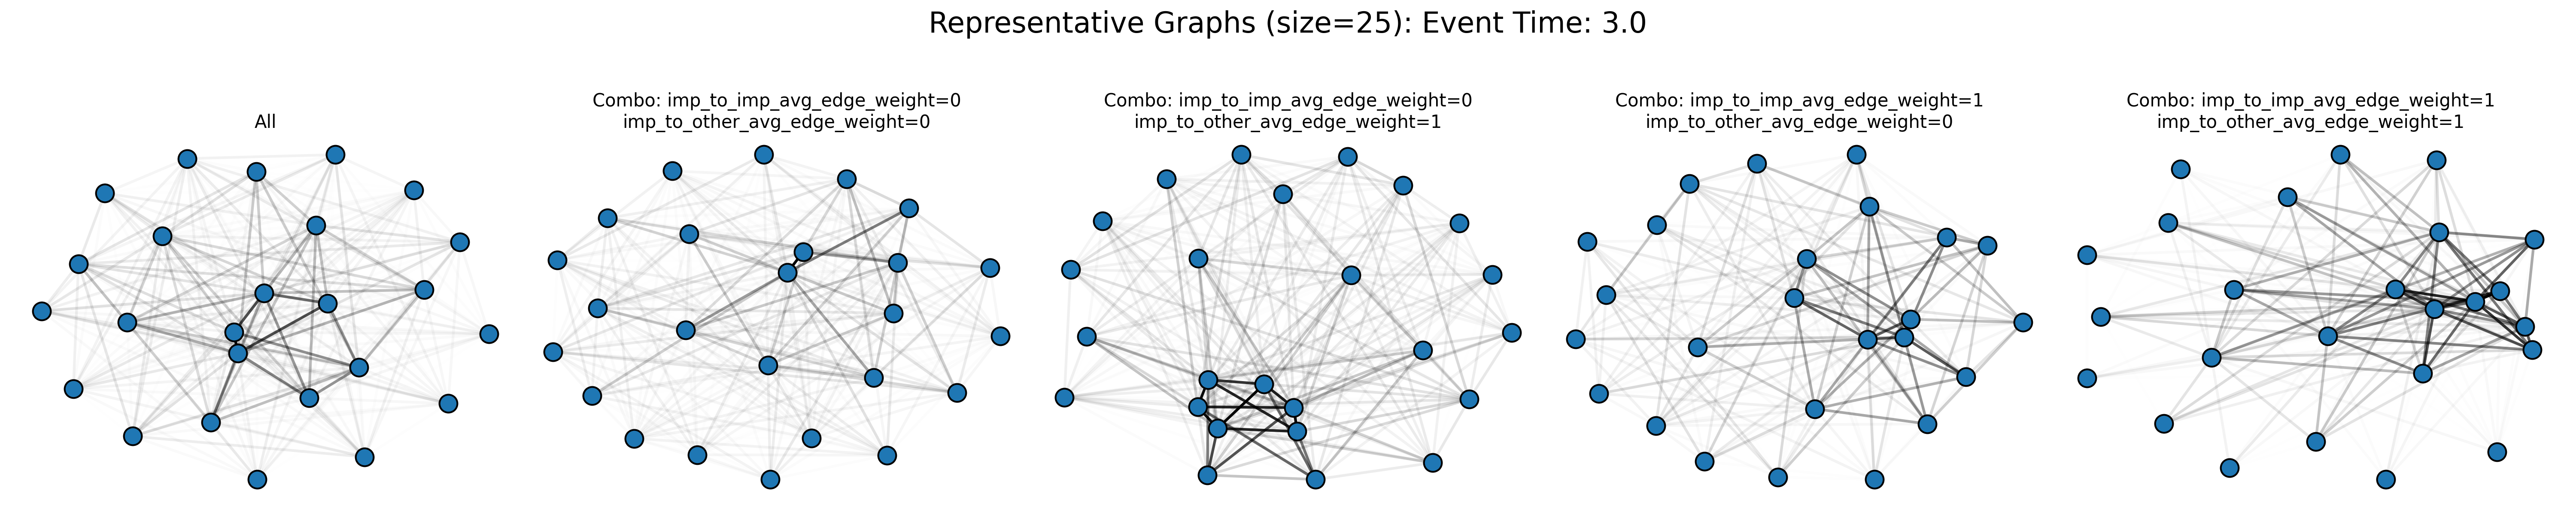 Representative Graphs (size=25): Event Time: 3.0
All
Combo: imp_to_imp_avg_edge_weight=0
imp_to_other_avg_edge_weight=0
Combo: imp_to_imp_avg_edge_weight=0
imp_to_other_avg_edge_weight=1
Combo: imp_to_imp_avg_edge_weight=1
imp_to_other_avg_edge_weight=0
Combo: imp_to_imp_avg_edge_weight=1
imp_to_other_avg_edge_weight=1